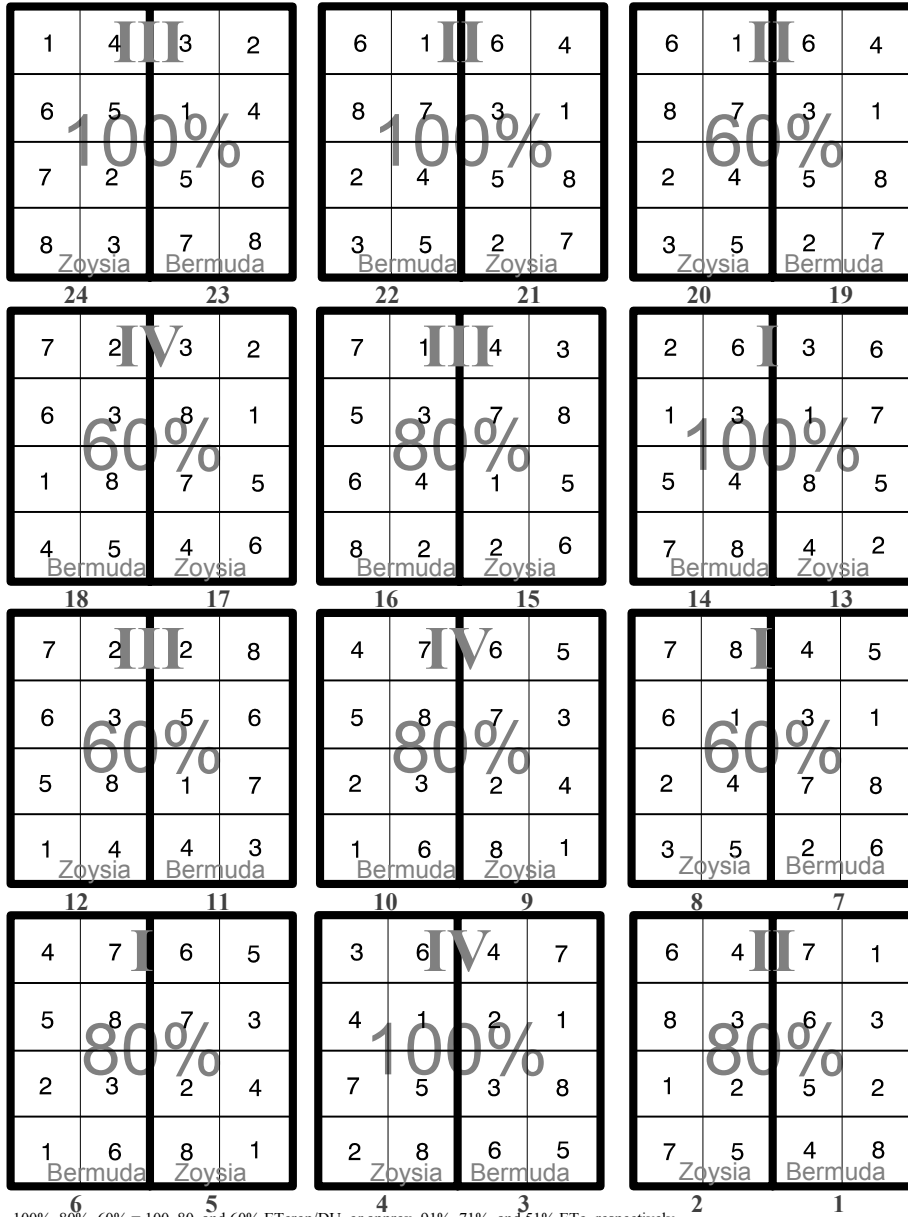 1 4 III 3 2 6 1 II 6 4 6 1 II 6 4
6 5 1 4 8 7 3 1 8 7 3 1
100% 100% 60%
7 2 5 6 2 4 5 8 2 4 5 8
8 3 7 8 3 5 2 7 3 5 2 7
Zoysia Bermuda Bermuda Zoysia Zoysia Bermuda
24 23 22 21 20 19
7 2 IV 3 2 7 1 III 4 3 2 6 I 3 6
6 3 8 1 5 3 7 8 1 3 1 7
60% 80% 100%
1 8 7 5 6 4 1 5 5 4 8 5
4 5 4 6 8 2 2 6 7 8 4 2
Bermuda Zoysia Bermuda Zoysia Bermuda Zoysia
18 17 16 15 14 13
7 2 III 2 8 4 7 IV 6 5 7 8 I 4 5
6 3 5 6 5 8 7 3 6 1 3 1
60% 80% 60%
5 8 1 7 2 3 2 4 2 4 7 8
1 4 4 3 1 6 8 1 3 5 2 6
Zoysia Bermuda Bermuda Zoysia Zoysia Bermuda
12 11 10 9 8 7
4 7 I 6 5 3 6 IV 4 7 6 4 II 7 1
5 8 7 3 4 1 2 1 8 3 6 3
80% 100% 80%
2 3 2 4 7 5 3 8 1 2 5 2
1 6 8 1 2 8 6 5 7 5 4 8
Bermuda Zoysia Zoysia Bermuda Zoysia Bermuda
6 5 4 3 2 1